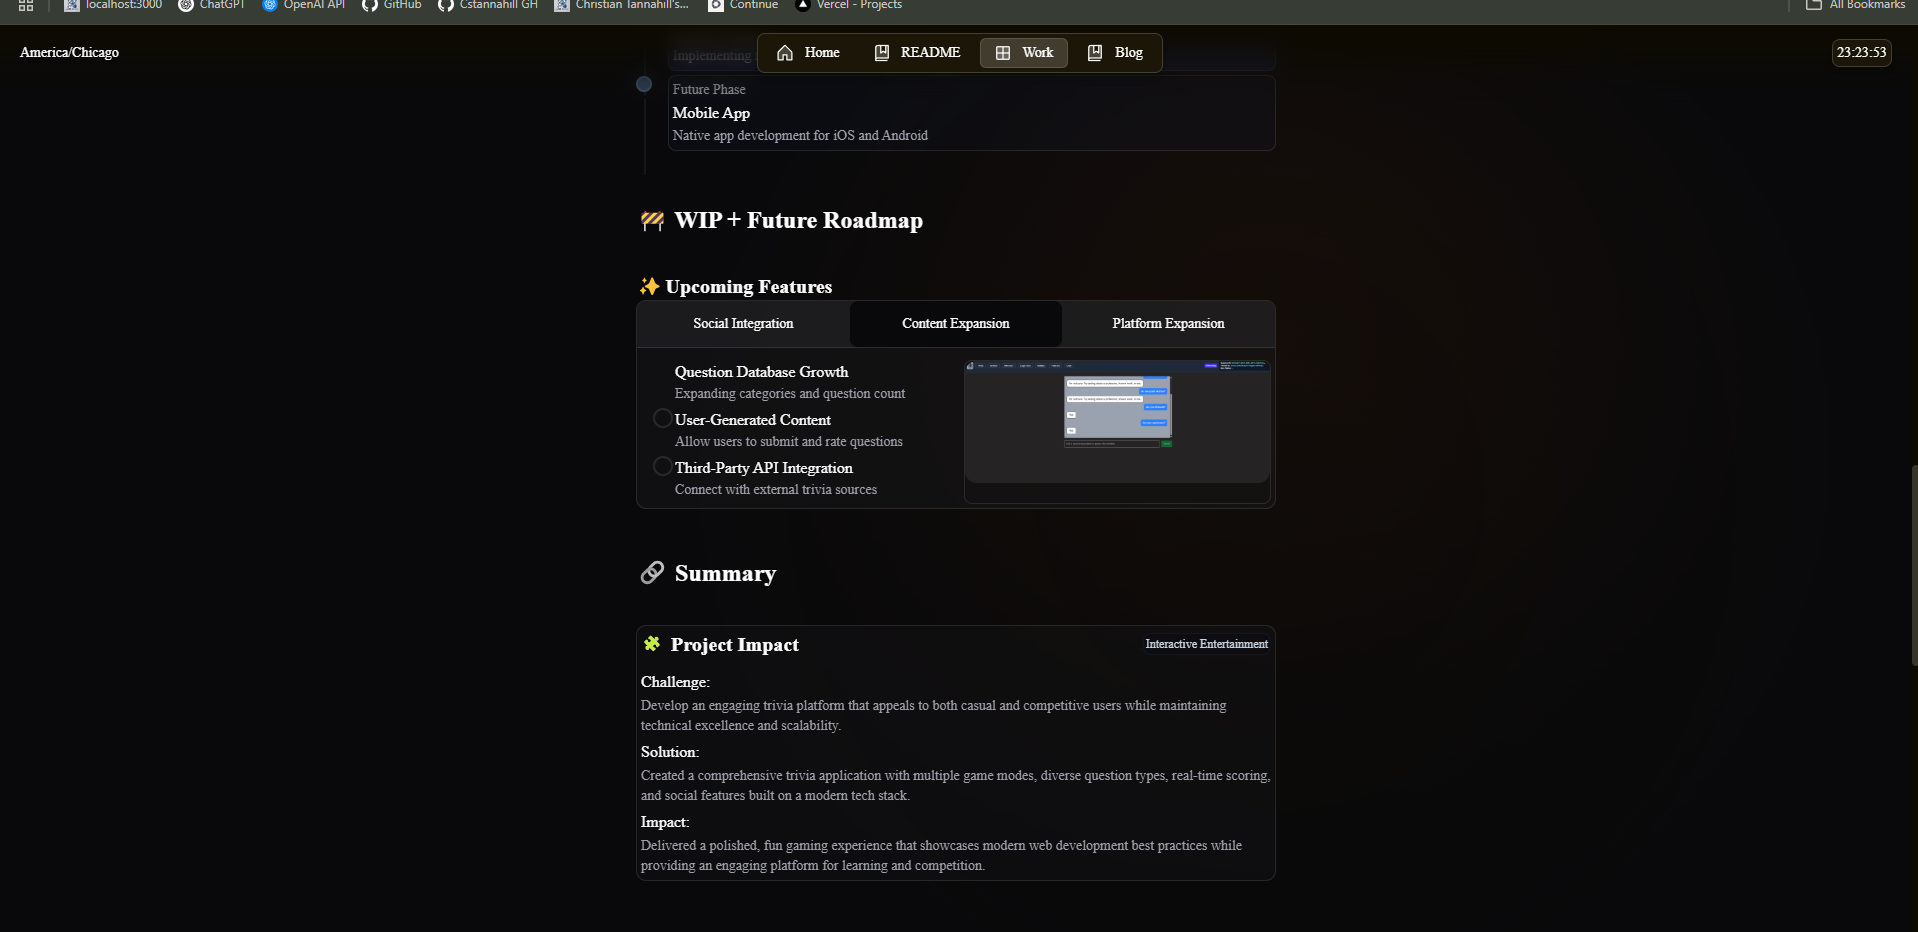 localhost:3000
ChatGPT
OpenAI API
GitHub
Cstannahill GH
Christian Tannahill's...
Continue
Vercel - Projects
All Bookmarks
America/Chicago
Home
README
Work
Blog
23:23:53
Implementing
Future Phase
Mobile App
Native app development for iOS and Android
🚧 WIP + Future Roadmap
✨ Upcoming Features
Social Integration
Content Expansion
Platform Expansion
Question Database Growth
Expanding categories and question count
User-Generated Content
Allow users to submit and rate questions
Third-Party API Integration
Connect with external trivia sources
🔗 Summary
🧩 Project Impact
Interactive Entertainment
Challenge:
Develop an engaging trivia platform that appeals to both casual and competitive users while maintaining
technical excellence and scalability.
Solution:
Created a comprehensive trivia application with multiple game modes, diverse question types, real-time scoring,
and social features built on a modern tech stack.
Impact:
Delivered a polished, fun gaming experience that showcases modern web development best practices while
providing an engaging platform for learning and competition.